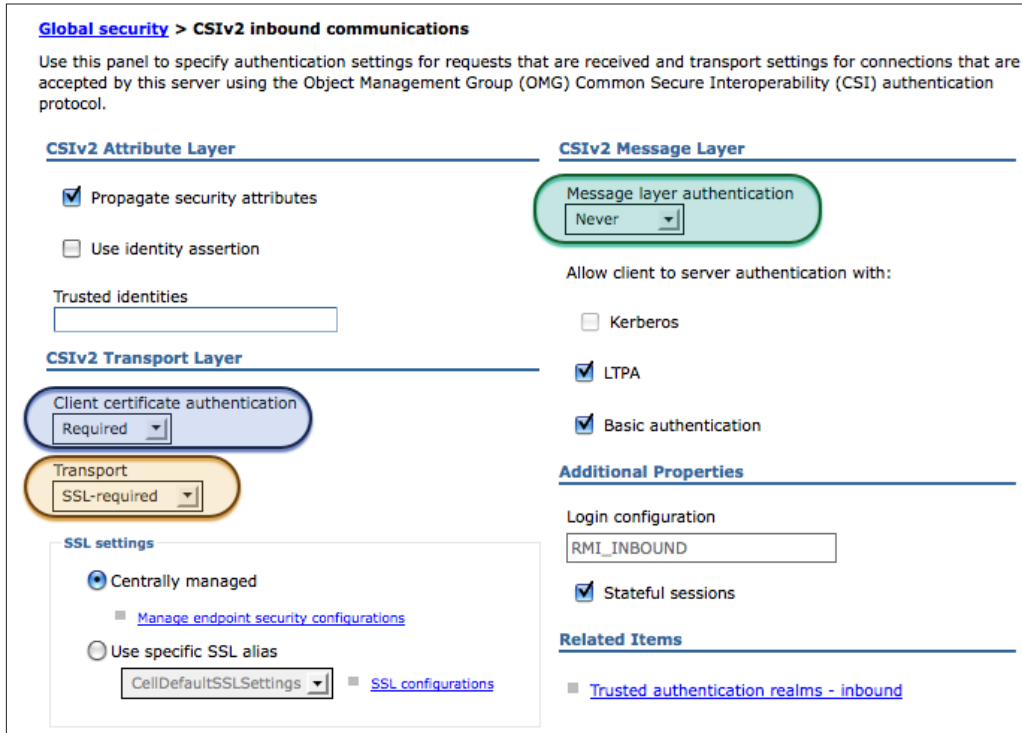 Global security > CSIv2 inbound communications
Use this panel to specify authentication settings for requests that are received and transport settings for connections that are
accepted by this server using the Object Management Group (OMG) Common Secure Interoperability (CSI) authentication
protocol.
CSIv2 Attribute Layer
Propagate security attributes
Use identity assertion
Trusted identities
CSIv2 Transport Layer
Client certificate authentication
Required
Transport
SSL-required
SSL settings
Centrally managed
Manage endpoint security configurations
Use specific SSL alias
CellDefaultSSLSettings
SSL configurations
CSIv2 Message Layer
Message layer authentication
Never
Allow client to server authentication with:
Kerberos
LTPA
Basic authentication
Additional Properties
Login configuration
RMI_INBOUND
Stateful sessions
Related Items
Trusted authentication realms - inbound